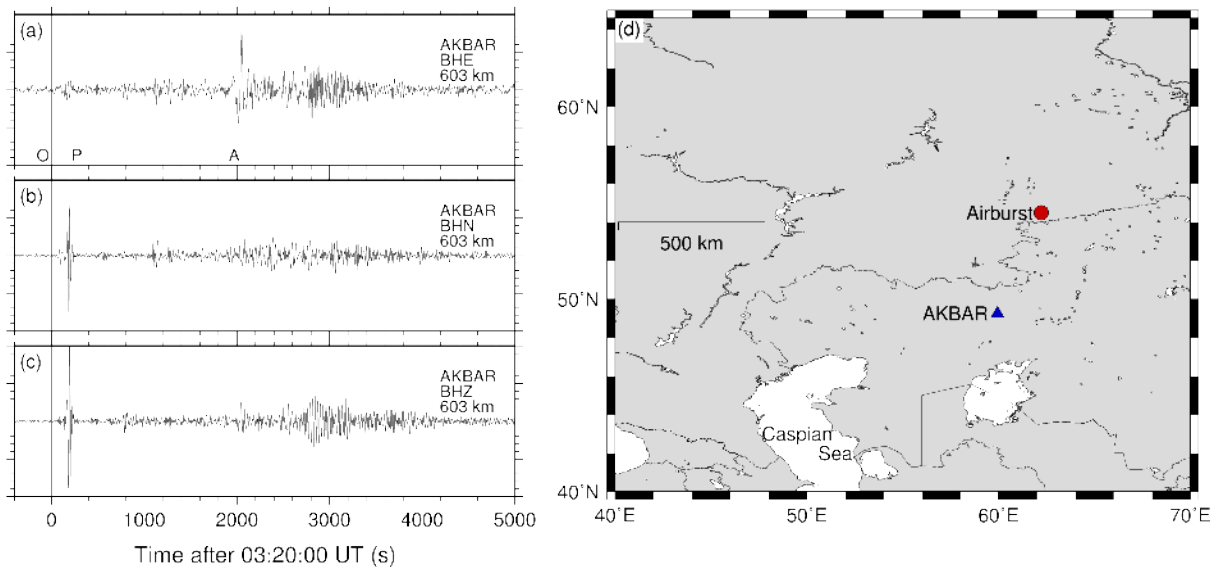 (a)
AKBAR
BHE
603 km
O P A
(b)
AKBAR
BHN
603 km
(c)
AKBAR
BHZ
603 km
0 1000 2000 3000 4000 5000
Time after 03:20:00 UT (s)
(d)
60°N
Airburst
500 km
50°N
AKBAR
Caspian
Sea
40°N
40°E 50°E 60°E 70°E